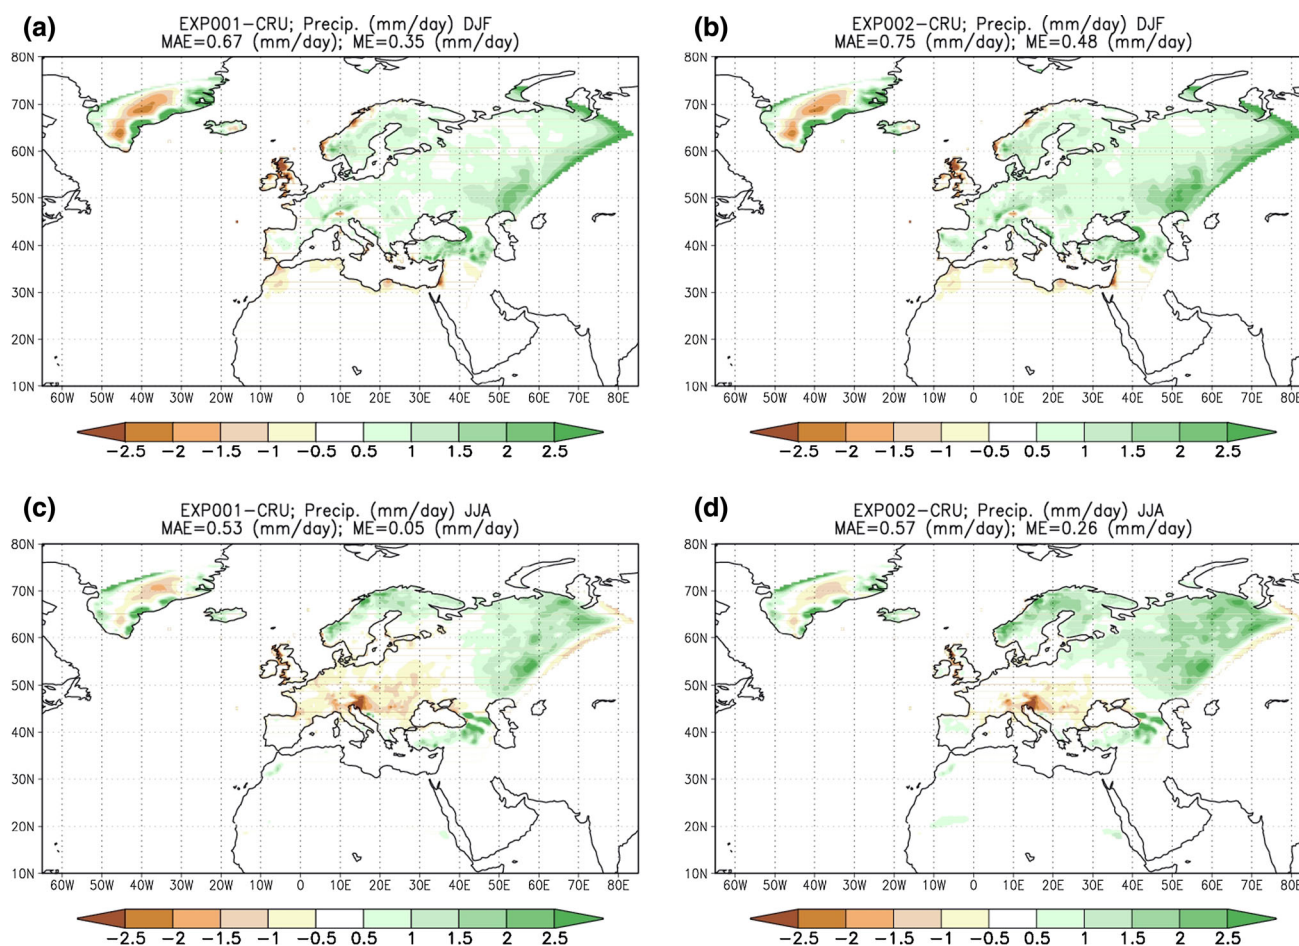 (a)
EXP001-CRU; Precip. (mm/day) DJF
MAE=0.67 (mm/day); ME=0.35 (mm/day)
80N
70N
60N
50N
40N
30N
20N
10N
60W 50W 40W 30W 20W 10W 0 10E 20E 30E 40E 50E 60E 70E 80E
-2.5 -2 -1.5 -1 -0.5 0.5 1 1.5 2 2.5
(b)
EXP002-CRU; Precip. (mm/day) DJF
MAE=0.75 (mm/day); ME=0.48 (mm/day)
80N
70N
60N
50N
40N
30N
20N
10N
60W 50W 40W 30W 20W 10W 0 10E 20E 30E 40E 50E 60E 70E 80E
-2.5 -2 -1.5 -1 -0.5 0.5 1 1.5 2 2.5
(c)
EXP001-CRU; Precip. (mm/day) JJA
MAE=0.53 (mm/day); ME=0.05 (mm/day)
80N
70N
60N
50N
40N
30N
20N
10N
60W 50W 40W 30W 20W 10W 0 10E 20E 30E 40E 50E 60E 70E 80E
-2.5 -2 -1.5 -1 -0.5 0.5 1 1.5 2 2.5
(d)
EXP002-CRU; Precip. (mm/day) JJA
MAE=0.57 (mm/day); ME=0.26 (mm/day)
80N
70N
60N
50N
40N
30N
20N
10N
60W 50W 40W 30W 20W 10W 0 10E 20E 30E 40E 50E 60E 70E 80E
-2.5 -2 -1.5 -1 -0.5 0.5 1 1.5 2 2.5